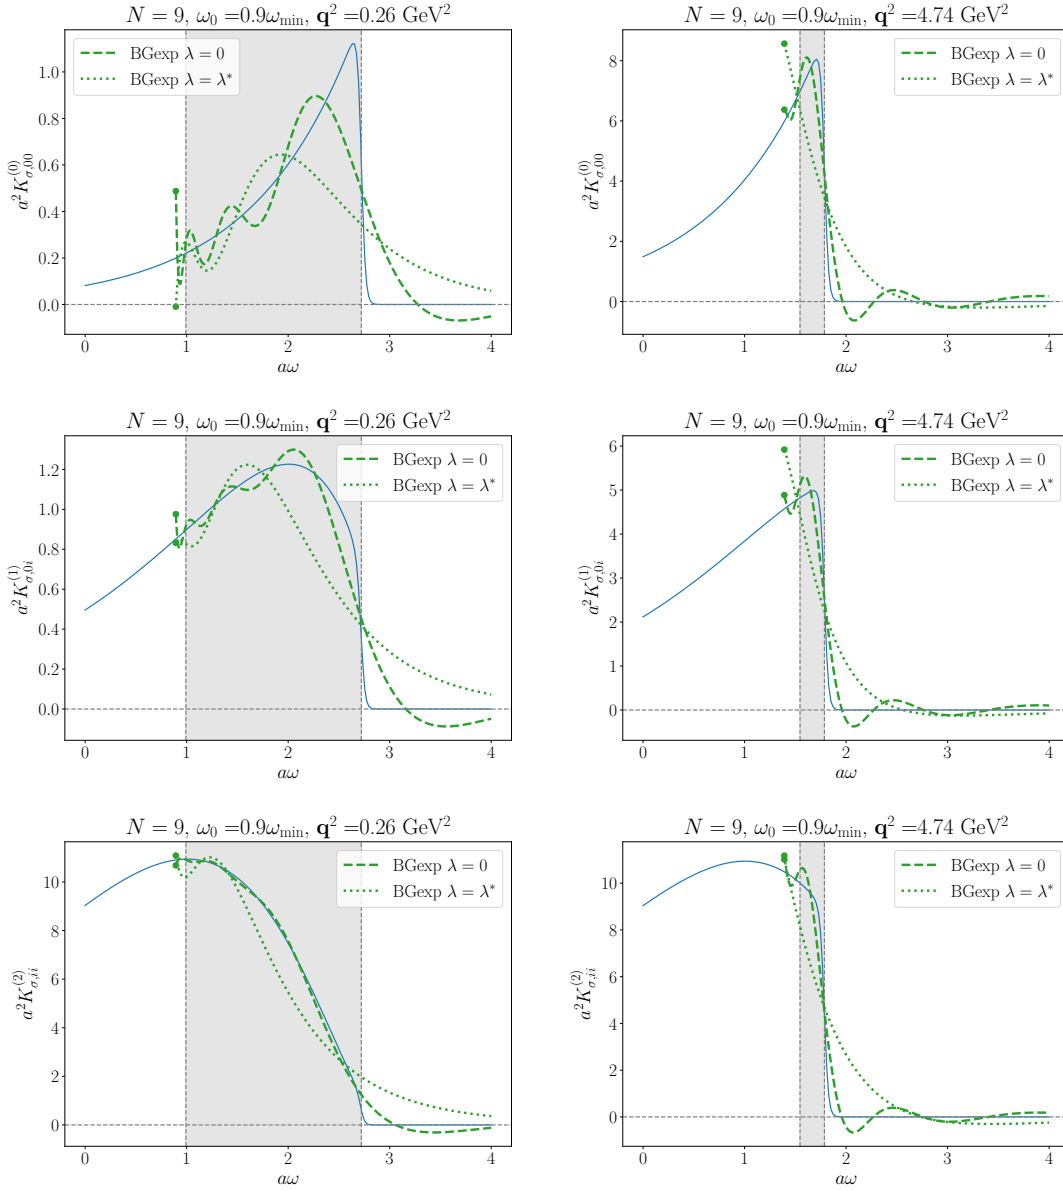 N = 9, ω₀ =0.9ω_min, q² =0.26 GeV²
BGexp λ = 0
BGexp λ = λ*
a²K^(0)_σ,00
0.0
0.2
0.4
0.6
0.8
1.0
0 1 2 3 4
aω
N = 9, ω₀ =0.9ω_min, q² =4.74 GeV²
BGexp λ = 0
BGexp λ = λ*
a²K^(0)_σ,00
0
2
4
6
8
0 1 2 3 4
aω
N = 9, ω₀ =0.9ω_min, q² =0.26 GeV²
BGexp λ = 0
BGexp λ = λ*
a²K^(1)_σ,0i
0.0
0.2
0.4
0.6
0.8
1.0
1.2
0 1 2 3 4
aω
N = 9, ω₀ =0.9ω_min, q² =4.74 GeV²
BGexp λ = 0
BGexp λ = λ*
a²K^(1)_σ,0i
0
1
2
3
4
5
6
0 1 2 3 4
aω
N = 9, ω₀ =0.9ω_min, q² =0.26 GeV²
BGexp λ = 0
BGexp λ = λ*
a²K^(2)_σ,ii
0
2
4
6
8
10
0 1 2 3 4
aω
N = 9, ω₀ =0.9ω_min, q² =4.74 GeV²
BGexp λ = 0
BGexp λ = λ*
a²K^(2)_σ,ii
0
2
4
6
8
10
0 1 2 3 4
aω